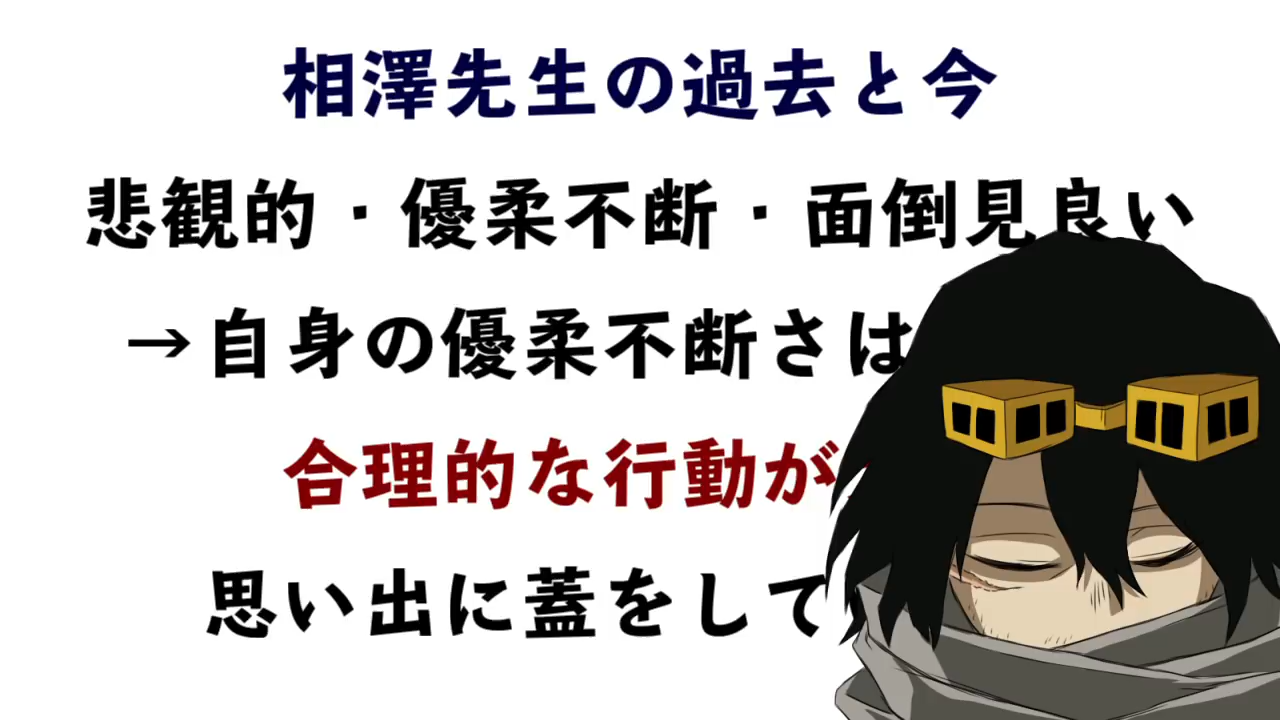 相澤先生の過去と今
悲観的・優柔不断・面倒見良い
→自身の優柔不断さは
合理的な行動が
思い出に蓋をして